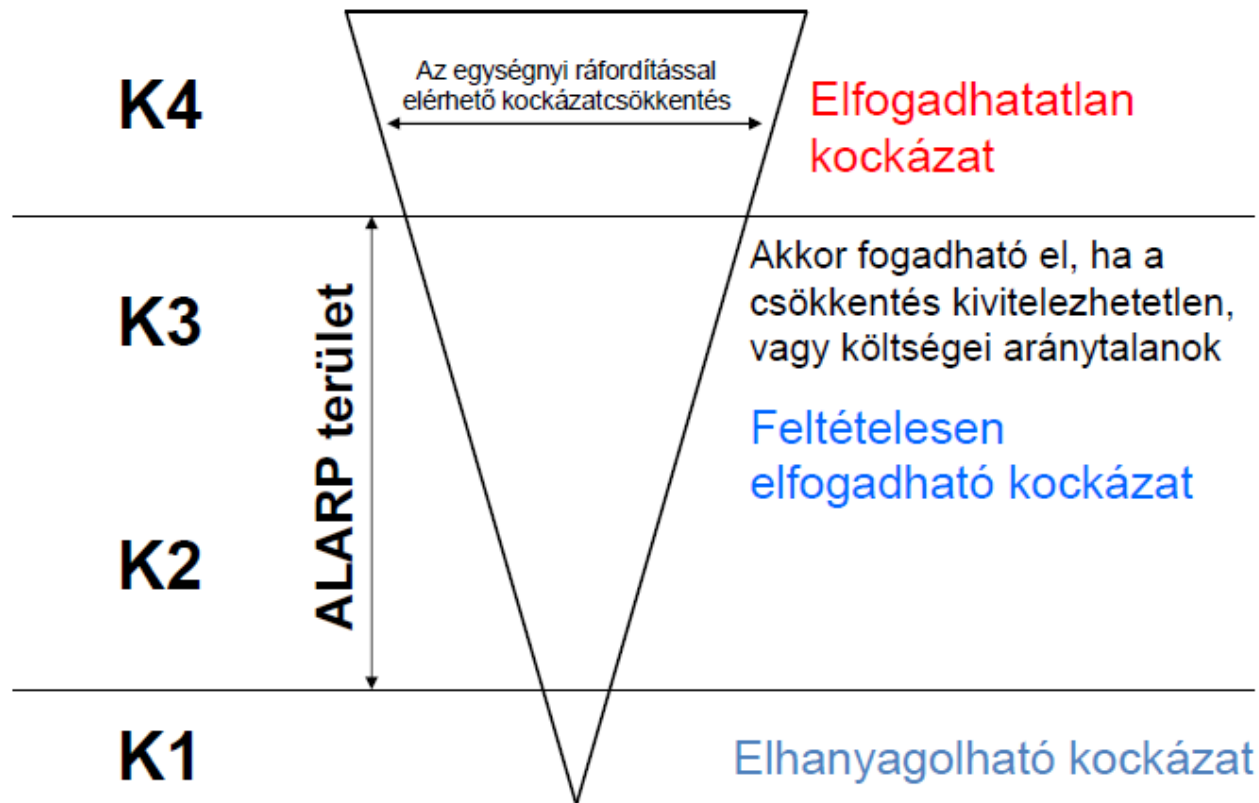 K4
Az egységnyi ráfordítással
elérhető kockázatcsökkentés
Elfogadhatatlan
kockázat
K3
ALARP terület
Akkor fogadható el, ha a
csökkentés kivitelezhetetlen,
vagy költségei aránytalanok
Feltételesen
elfogadható kockázat
K2
K1
Elhanyagolható kockázat